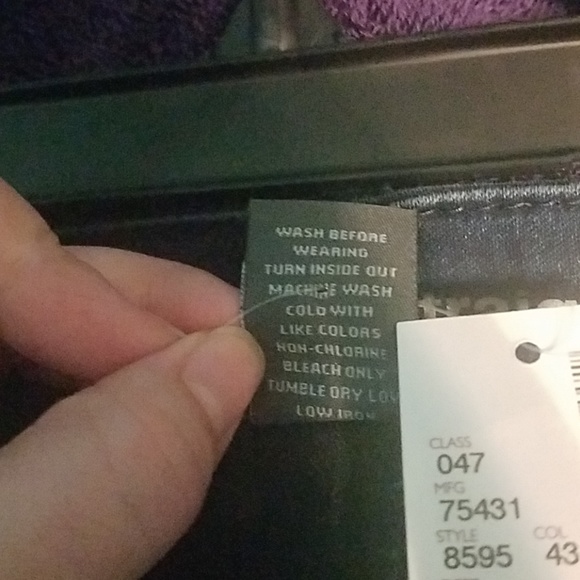 WASH BEFORE
WEARING
TURN INSIDE OUT
MACHINE WASH
COLD WITH
LIKE COLORS
NON-CHLORINE
BLEACH ONLY
TUMBLE DRY LOW
LOW IRON
CLASS
047
MFG
75431
STYLE COL
8595 43